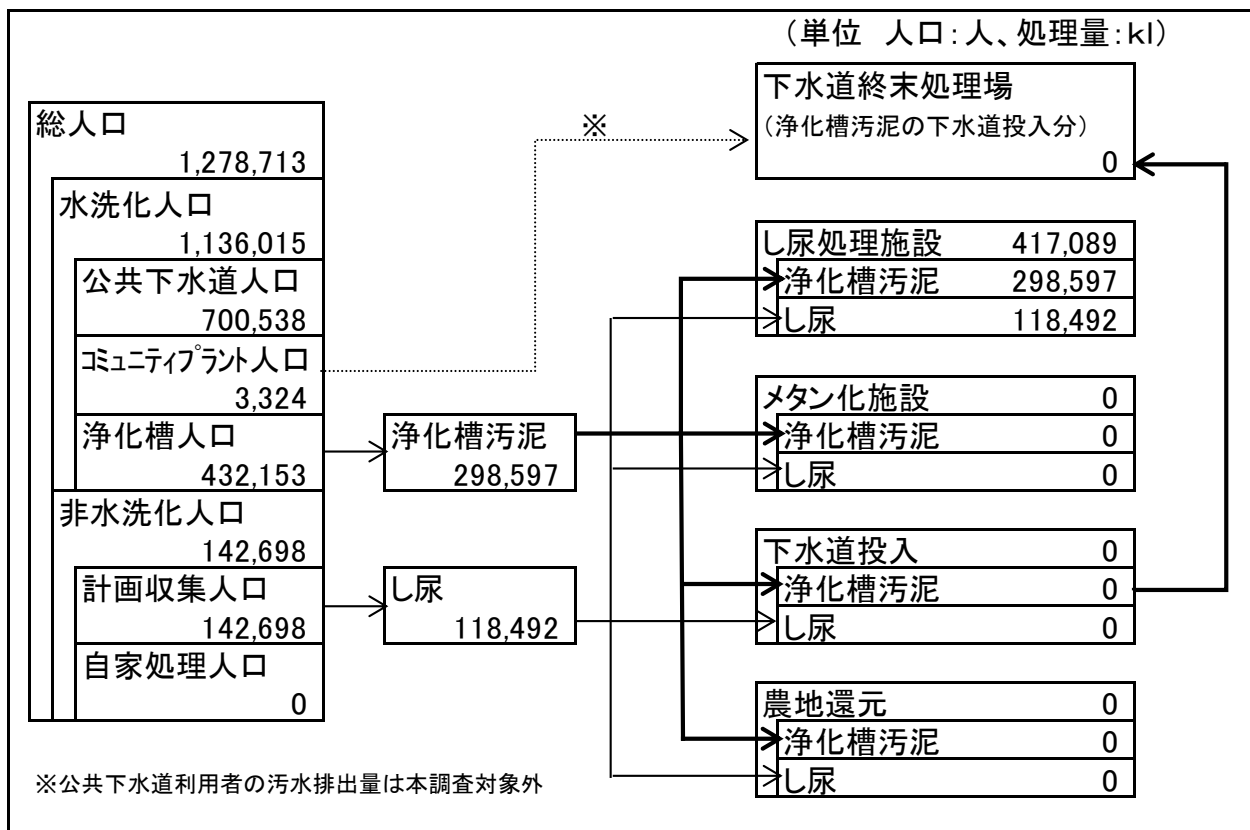 （単位　人口：人、処理量：kl）
総人口
1,278,713
水洗化人口
1,136,015
公共下水道人口
700,538
コミュニティプラント人口
3,324
浄化槽人口
432,153
非水洗化人口
142,698
計画収集人口
142,698
自家処理人口
0
※
浄化槽汚泥
298,597
し尿
118,492
下水道終末処理場
（浄化槽汚泥の下水道投入分）
0
し尿処理施設 417,089
浄化槽汚泥 298,597
し尿 118,492
メタン化施設 0
浄化槽汚泥 0
し尿 0
下水道投入 0
浄化槽汚泥 0
し尿 0
農地還元 0
浄化槽汚泥 0
し尿 0
※公共下水道利用者の汚水排出量は本調査対象外